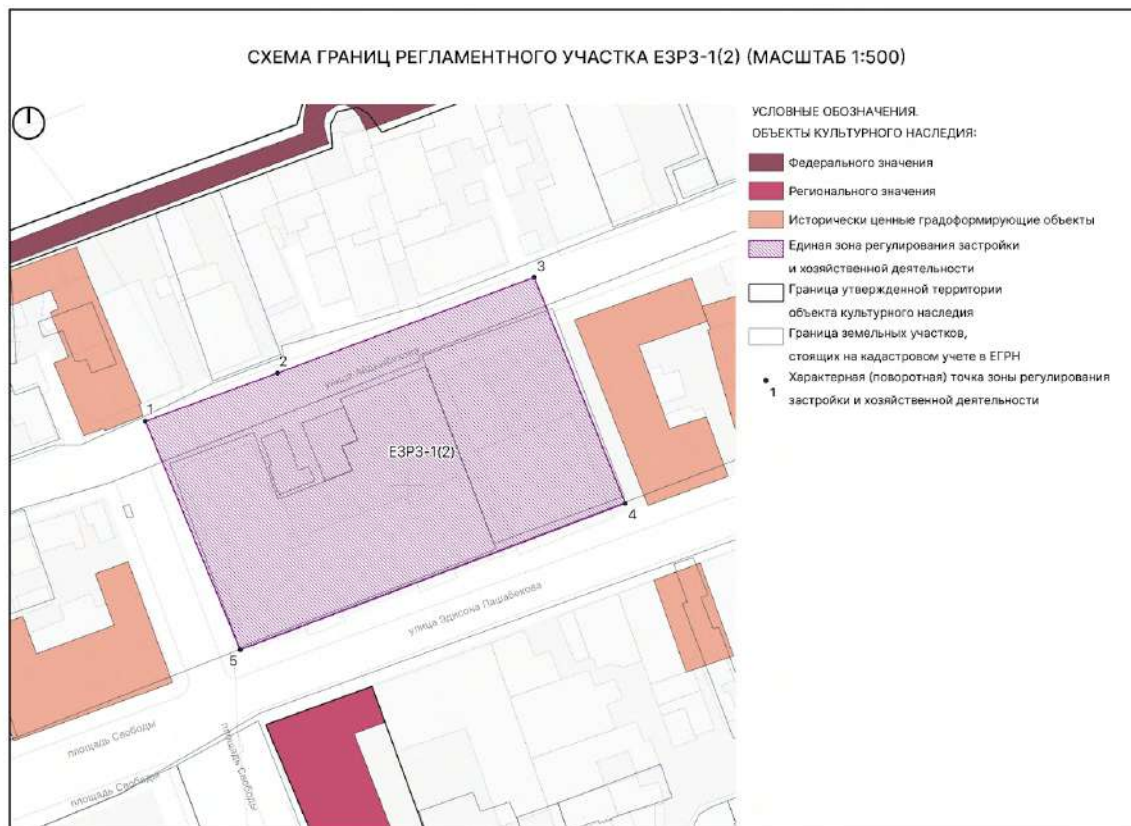 СХЕМА ГРАНИЦ РЕГЛАМЕНТНОГО УЧАСТКА ЕЗРЗ-1(2) (МАСШТАБ 1:500)
УСЛОВНЫЕ ОБОЗНАЧЕНИЯ.
ОБЪЕКТЫ КУЛЬТУРНОГО НАСЛЕДИЯ:
Федерального значения
Регионального значения
Исторически ценные градоформирующие объекты
Единая зона регулирования застройки
и хозяйственной деятельности
Граница утвержденной территории
объекта культурного наследия
Граница земельных участков,
стоящих на кадастровом учете в ЕГРН
Характерная (поворотная) точка зоны регулирования
1
застройки и хозяйственной деятельности
3
2
улица
1
ЕЗРЗ-1(2)
4
улица Эдисона Пашабекова
5
площадь Свободы
площадь Свободы
площадь Свободы